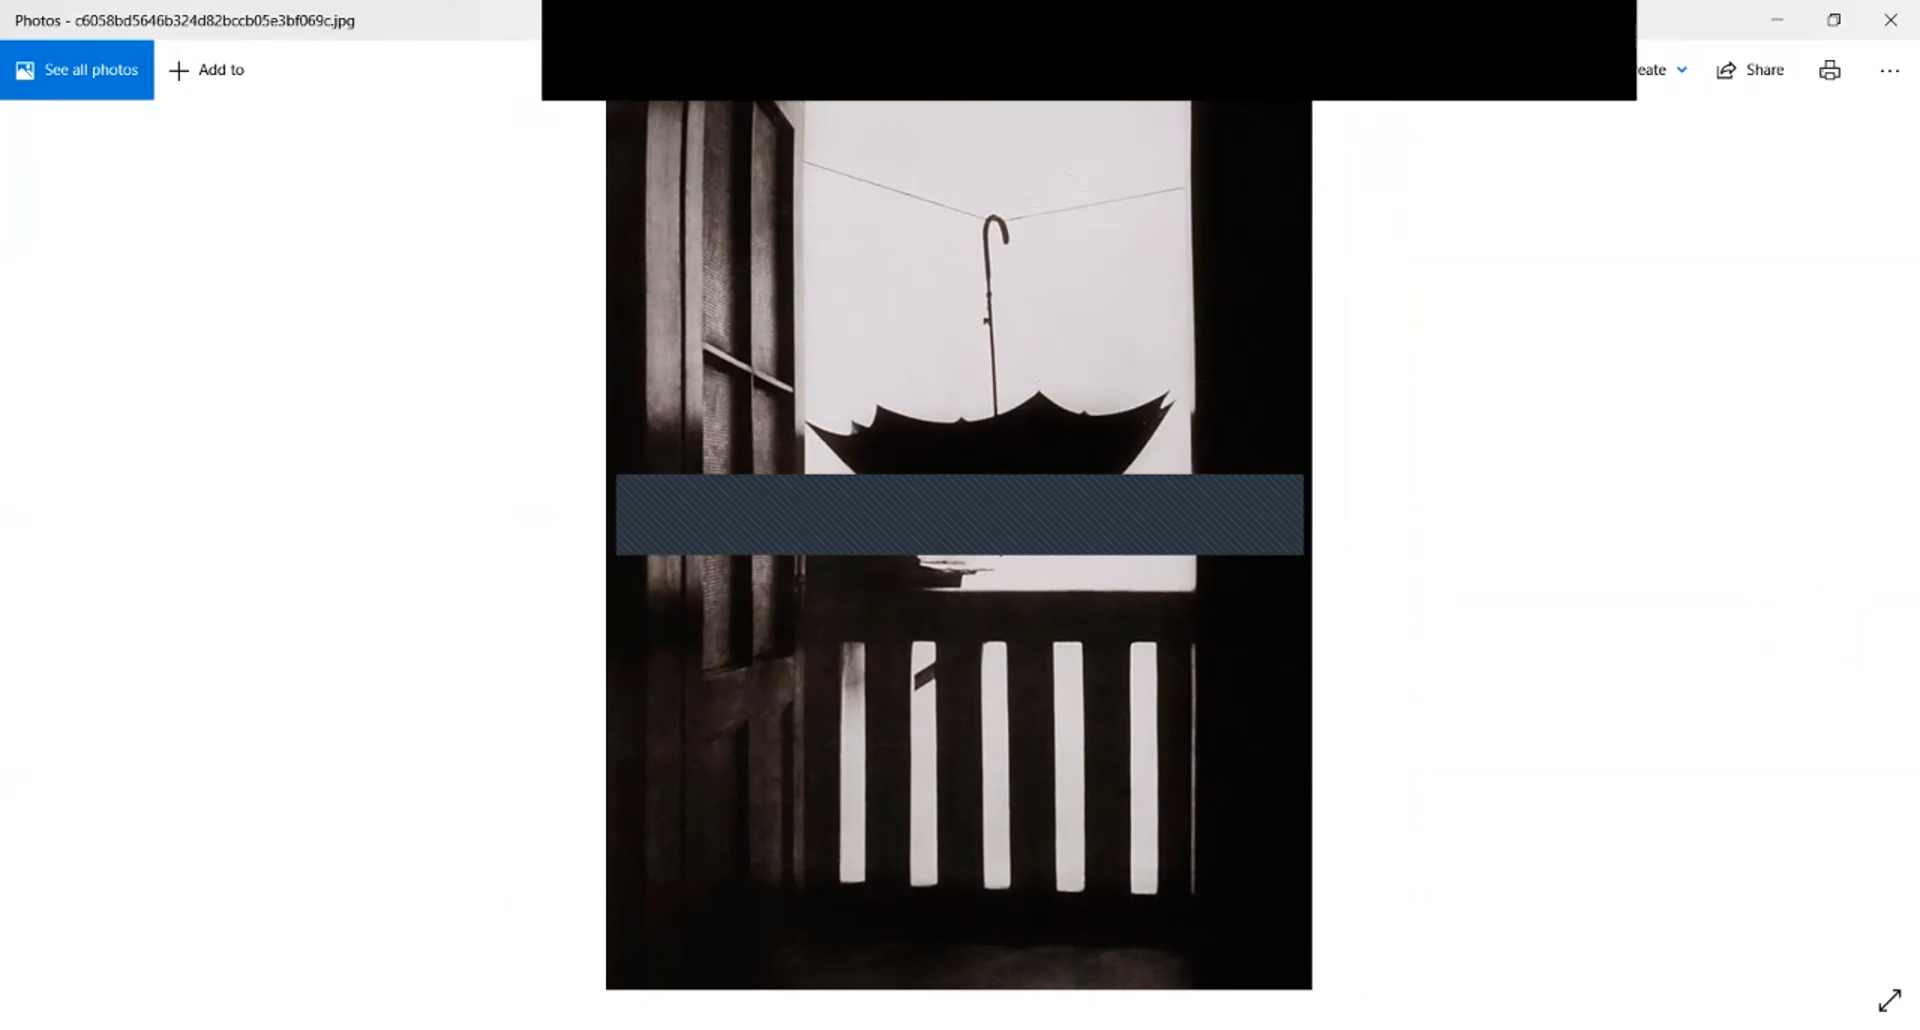 Photos - c6058bd5646b324d82bccb05e3bf069c.jpg
See all photos
Add to
eate
Share